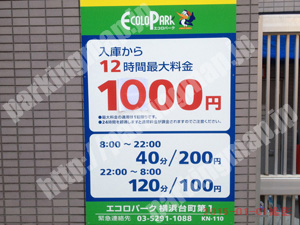 ECOLOPARK
エコロパーク
入庫から
12時間最大料金
1000円
8:00～22:00
40分/200円
22:00～8:00
120分/100円
エコロパーク 横浜台町第1
緊急連絡先 03-5291-1088 KN-110